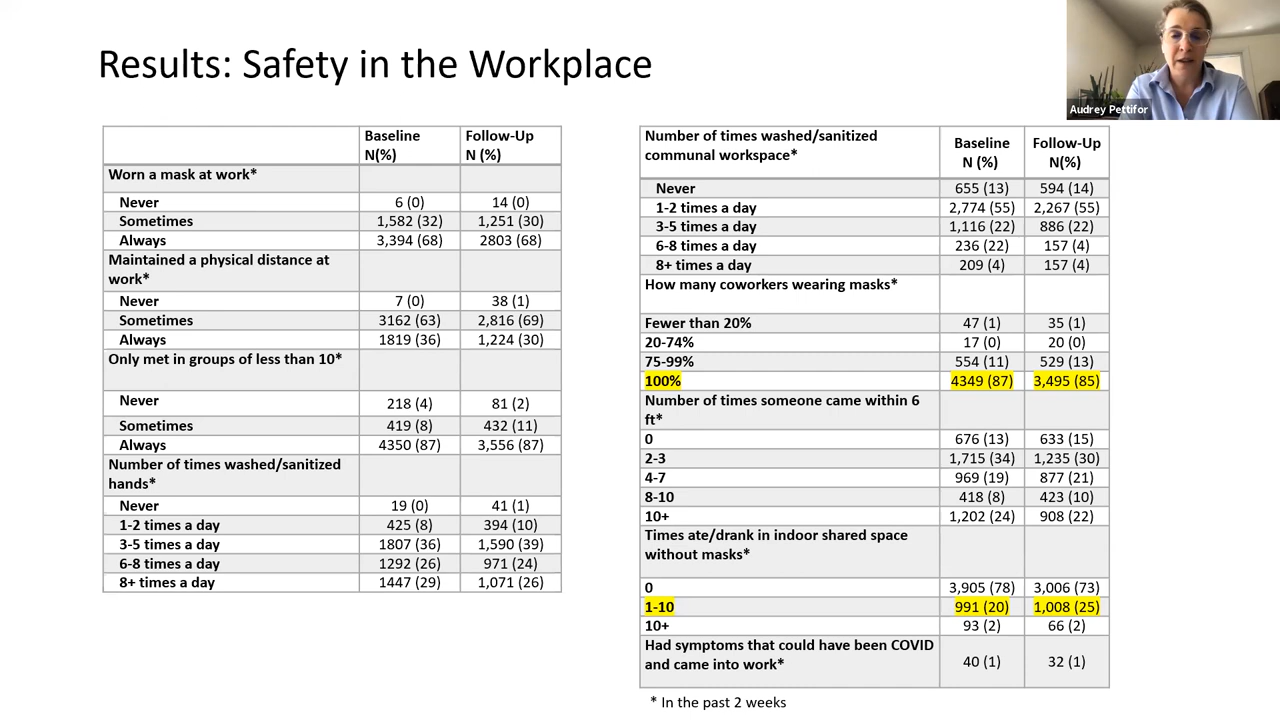 Results: Safety in the Workplace
Audrey Pettifor
Baseline Follow-Up
N(%) N (%)
Worn a mask at work*
Never 6 (0) 14 (0)
Sometimes 1,582 (32) 1,251 (30)
Always 3,394 (68) 2803 (68)
Maintained a physical distance at
work*
Never 7 (0) 38 (1)
Sometimes 3162 (63) 2,816 (69)
Always 1819 (36) 1,224 (30)
Only met in groups of less than 10*
Never 218 (4) 81 (2)
Sometimes 419 (8) 432 (11)
Always 4350 (87) 3,556 (87)
Number of times washed/sanitized
hands*
Never 19 (0) 41 (1)
1-2 times a day 425 (8) 394 (10)
3-5 times a day 1807 (36) 1,590 (39)
6-8 times a day 1292 (26) 971 (24)
8+ times a day 1447 (29) 1,071 (26)
Number of times washed/sanitized
communal workspace*
Baseline Follow-Up
N (%) N(%)
Never 655 (13) 594 (14)
1-2 times a day 2,774 (55) 2,267 (55)
3-5 times a day 1,116 (22) 886 (22)
6-8 times a day 236 (22) 157 (4)
8+ times a day 209 (4) 157 (4)
How many coworkers wearing masks*
Fewer than 20% 47 (1) 35 (1)
20-74% 17 (0) 20 (0)
75-99% 554 (11) 529 (13)
100% 4349 (87) 3,495 (85)
Number of times someone came within 6
ft*
0 676 (13) 633 (15)
2-3 1,715 (34) 1,235 (30)
4-7 969 (19) 877 (21)
8-10 418 (8) 423 (10)
10+ 1,202 (24) 908 (22)
Times ate/drank in indoor shared space
without masks*
0 3,905 (78) 3,006 (73)
1-10 991 (20) 1,008 (25)
10+ 93 (2) 66 (2)
Had symptoms that could have been COVID
and came into work* 40 (1) 32 (1)
* In the past 2 weeks